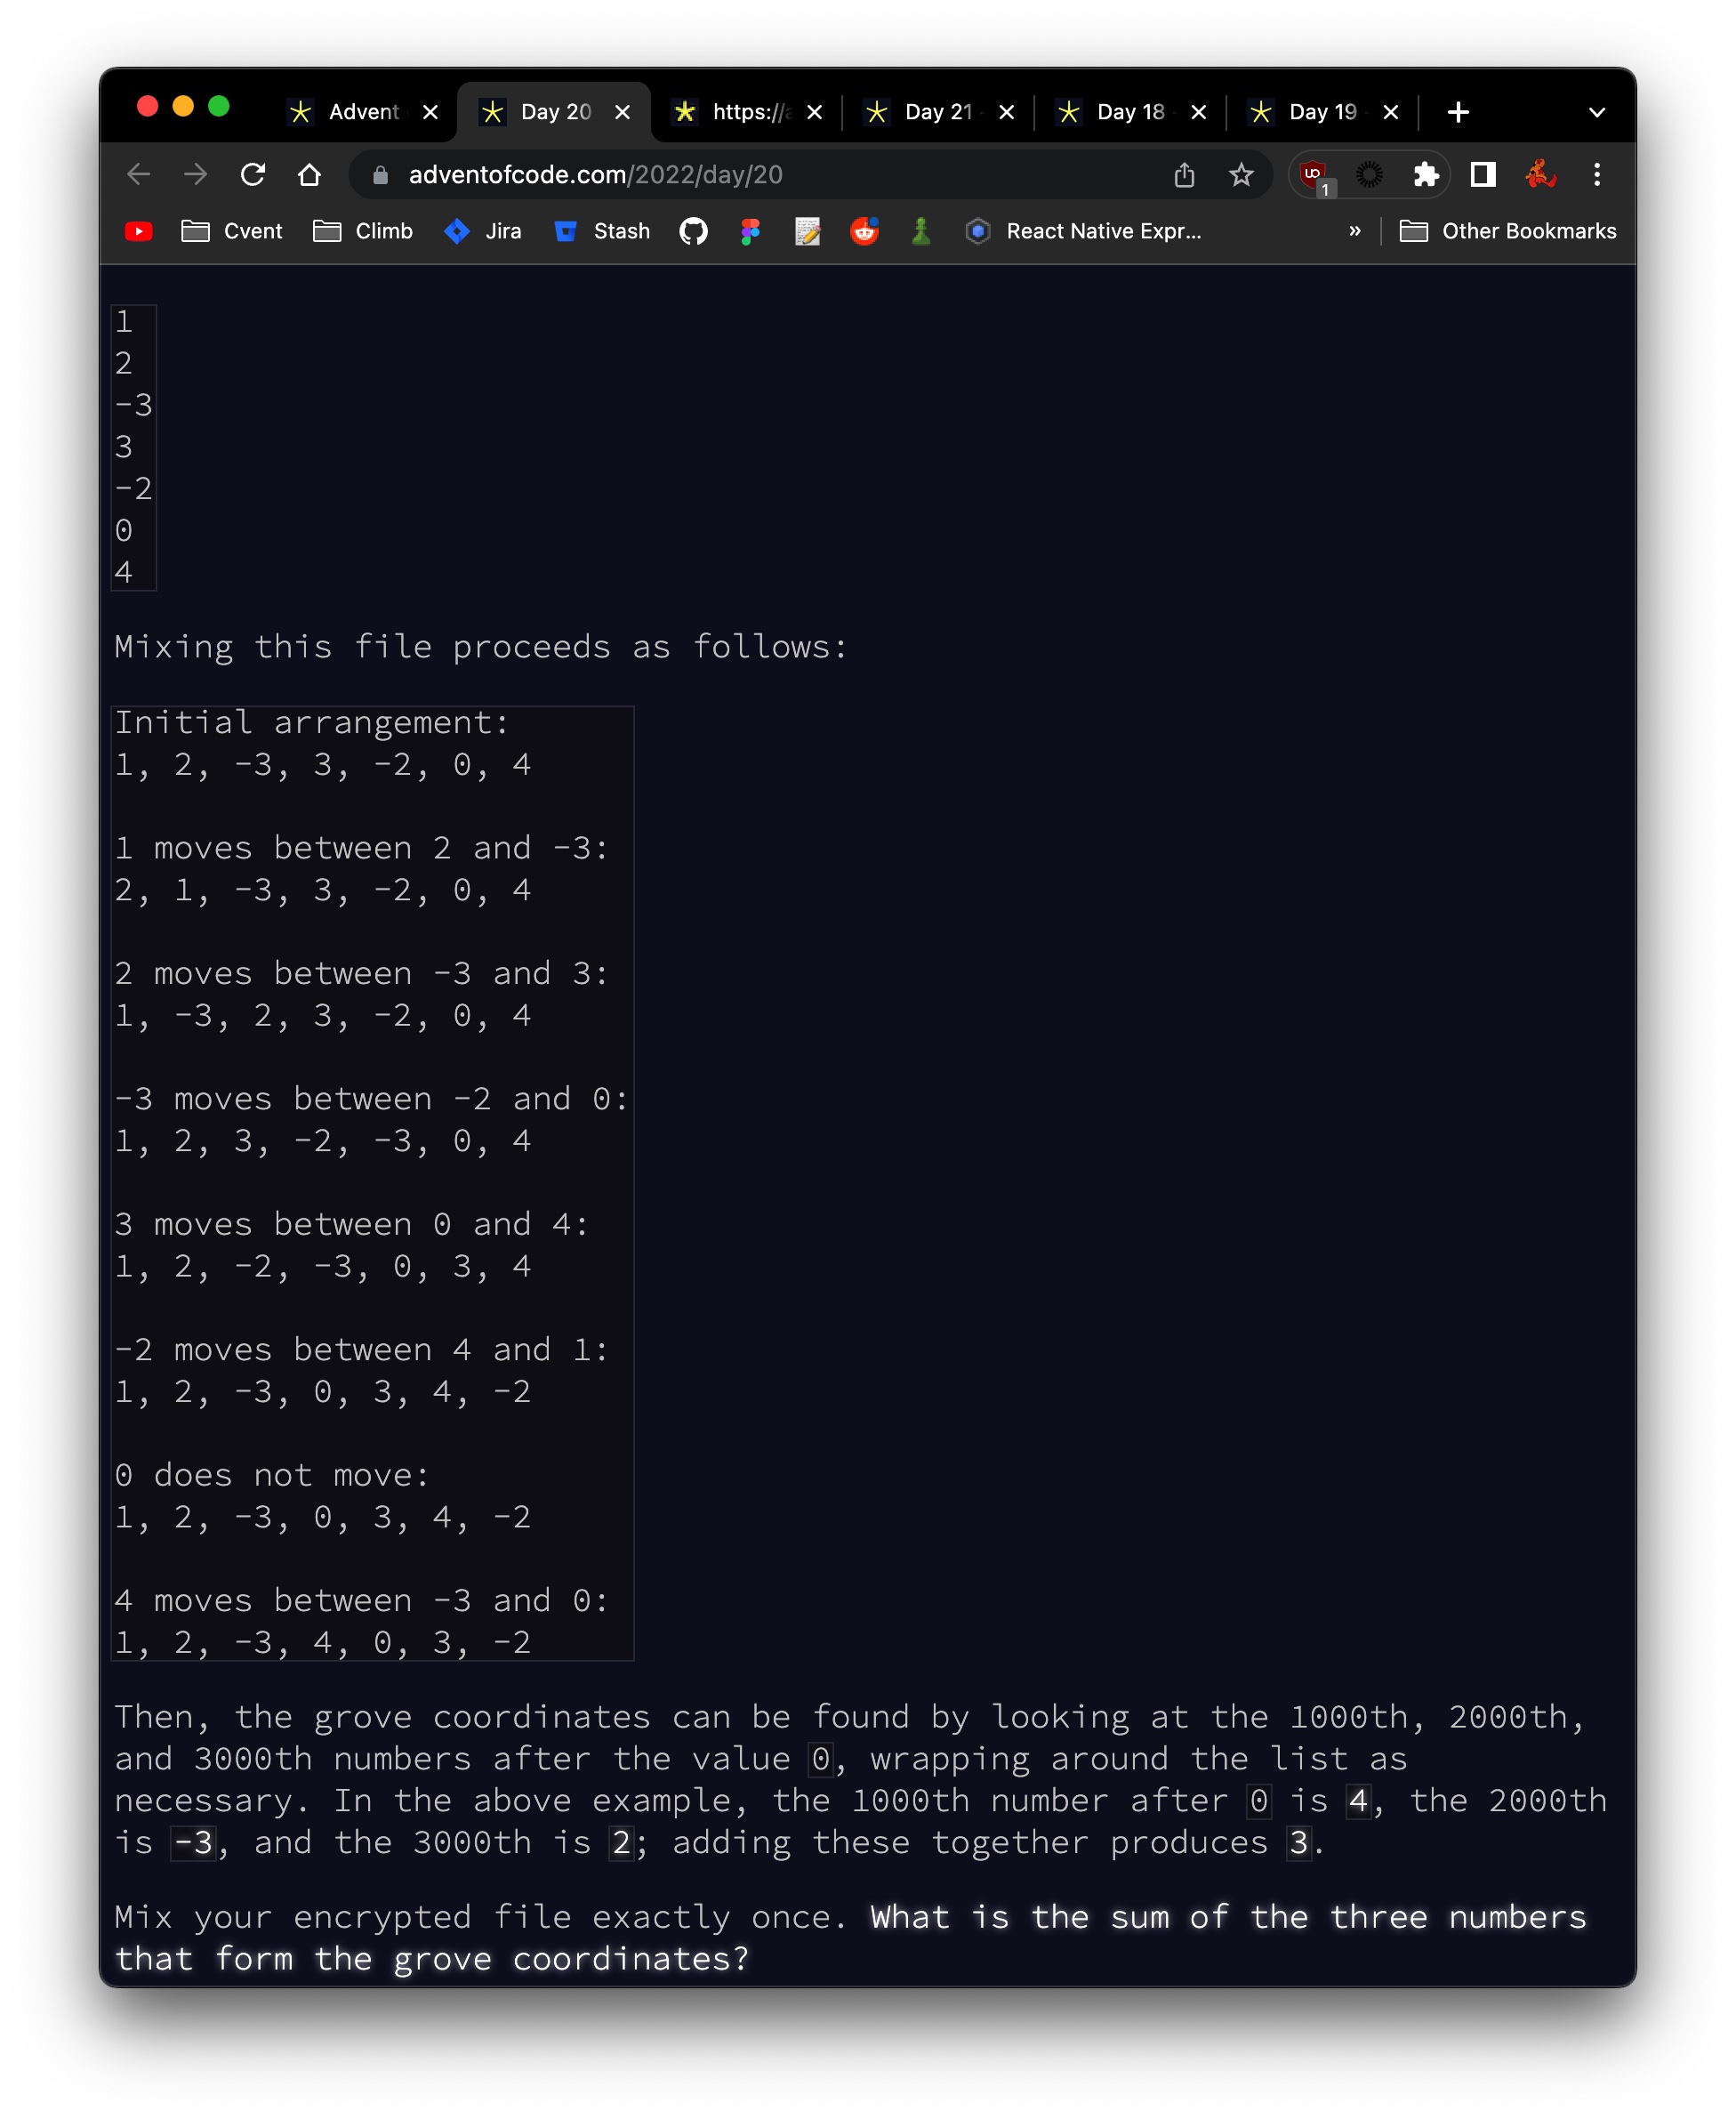 Advent
Day 20
https://a
Day 21
Day 18
Day 19
adventofcode.com/2022/day/20
1
Cvent
Climb
Jira
Stash
React Native Expr...
»
Other Bookmarks
1
2
-3
3
-2
0
4
Mixing this file proceeds as follows:
Initial arrangement:
1, 2, -3, 3, -2, 0, 4
1 moves between 2 and -3:
2, 1, -3, 3, -2, 0, 4
2 moves between -3 and 3:
1, -3, 2, 3, -2, 0, 4
-3 moves between -2 and 0:
1, 2, 3, -2, -3, 0, 4
3 moves between 0 and 4:
1, 2, -2, -3, 0, 3, 4
-2 moves between 4 and 1:
1, 2, -3, 0, 3, 4, -2
0 does not move:
1, 2, -3, 0, 3, 4, -2
4 moves between -3 and 0:
1, 2, -3, 4, 0, 3, -2
Then, the grove coordinates can be found by looking at the 1000th, 2000th,
and 3000th numbers after the value 0, wrapping around the list as
necessary. In the above example, the 1000th number after 0 is 4, the 2000th
is -3, and the 3000th is 2; adding these together produces 3.
Mix your encrypted file exactly once. What is the sum of the three numbers
that form the grove coordinates?